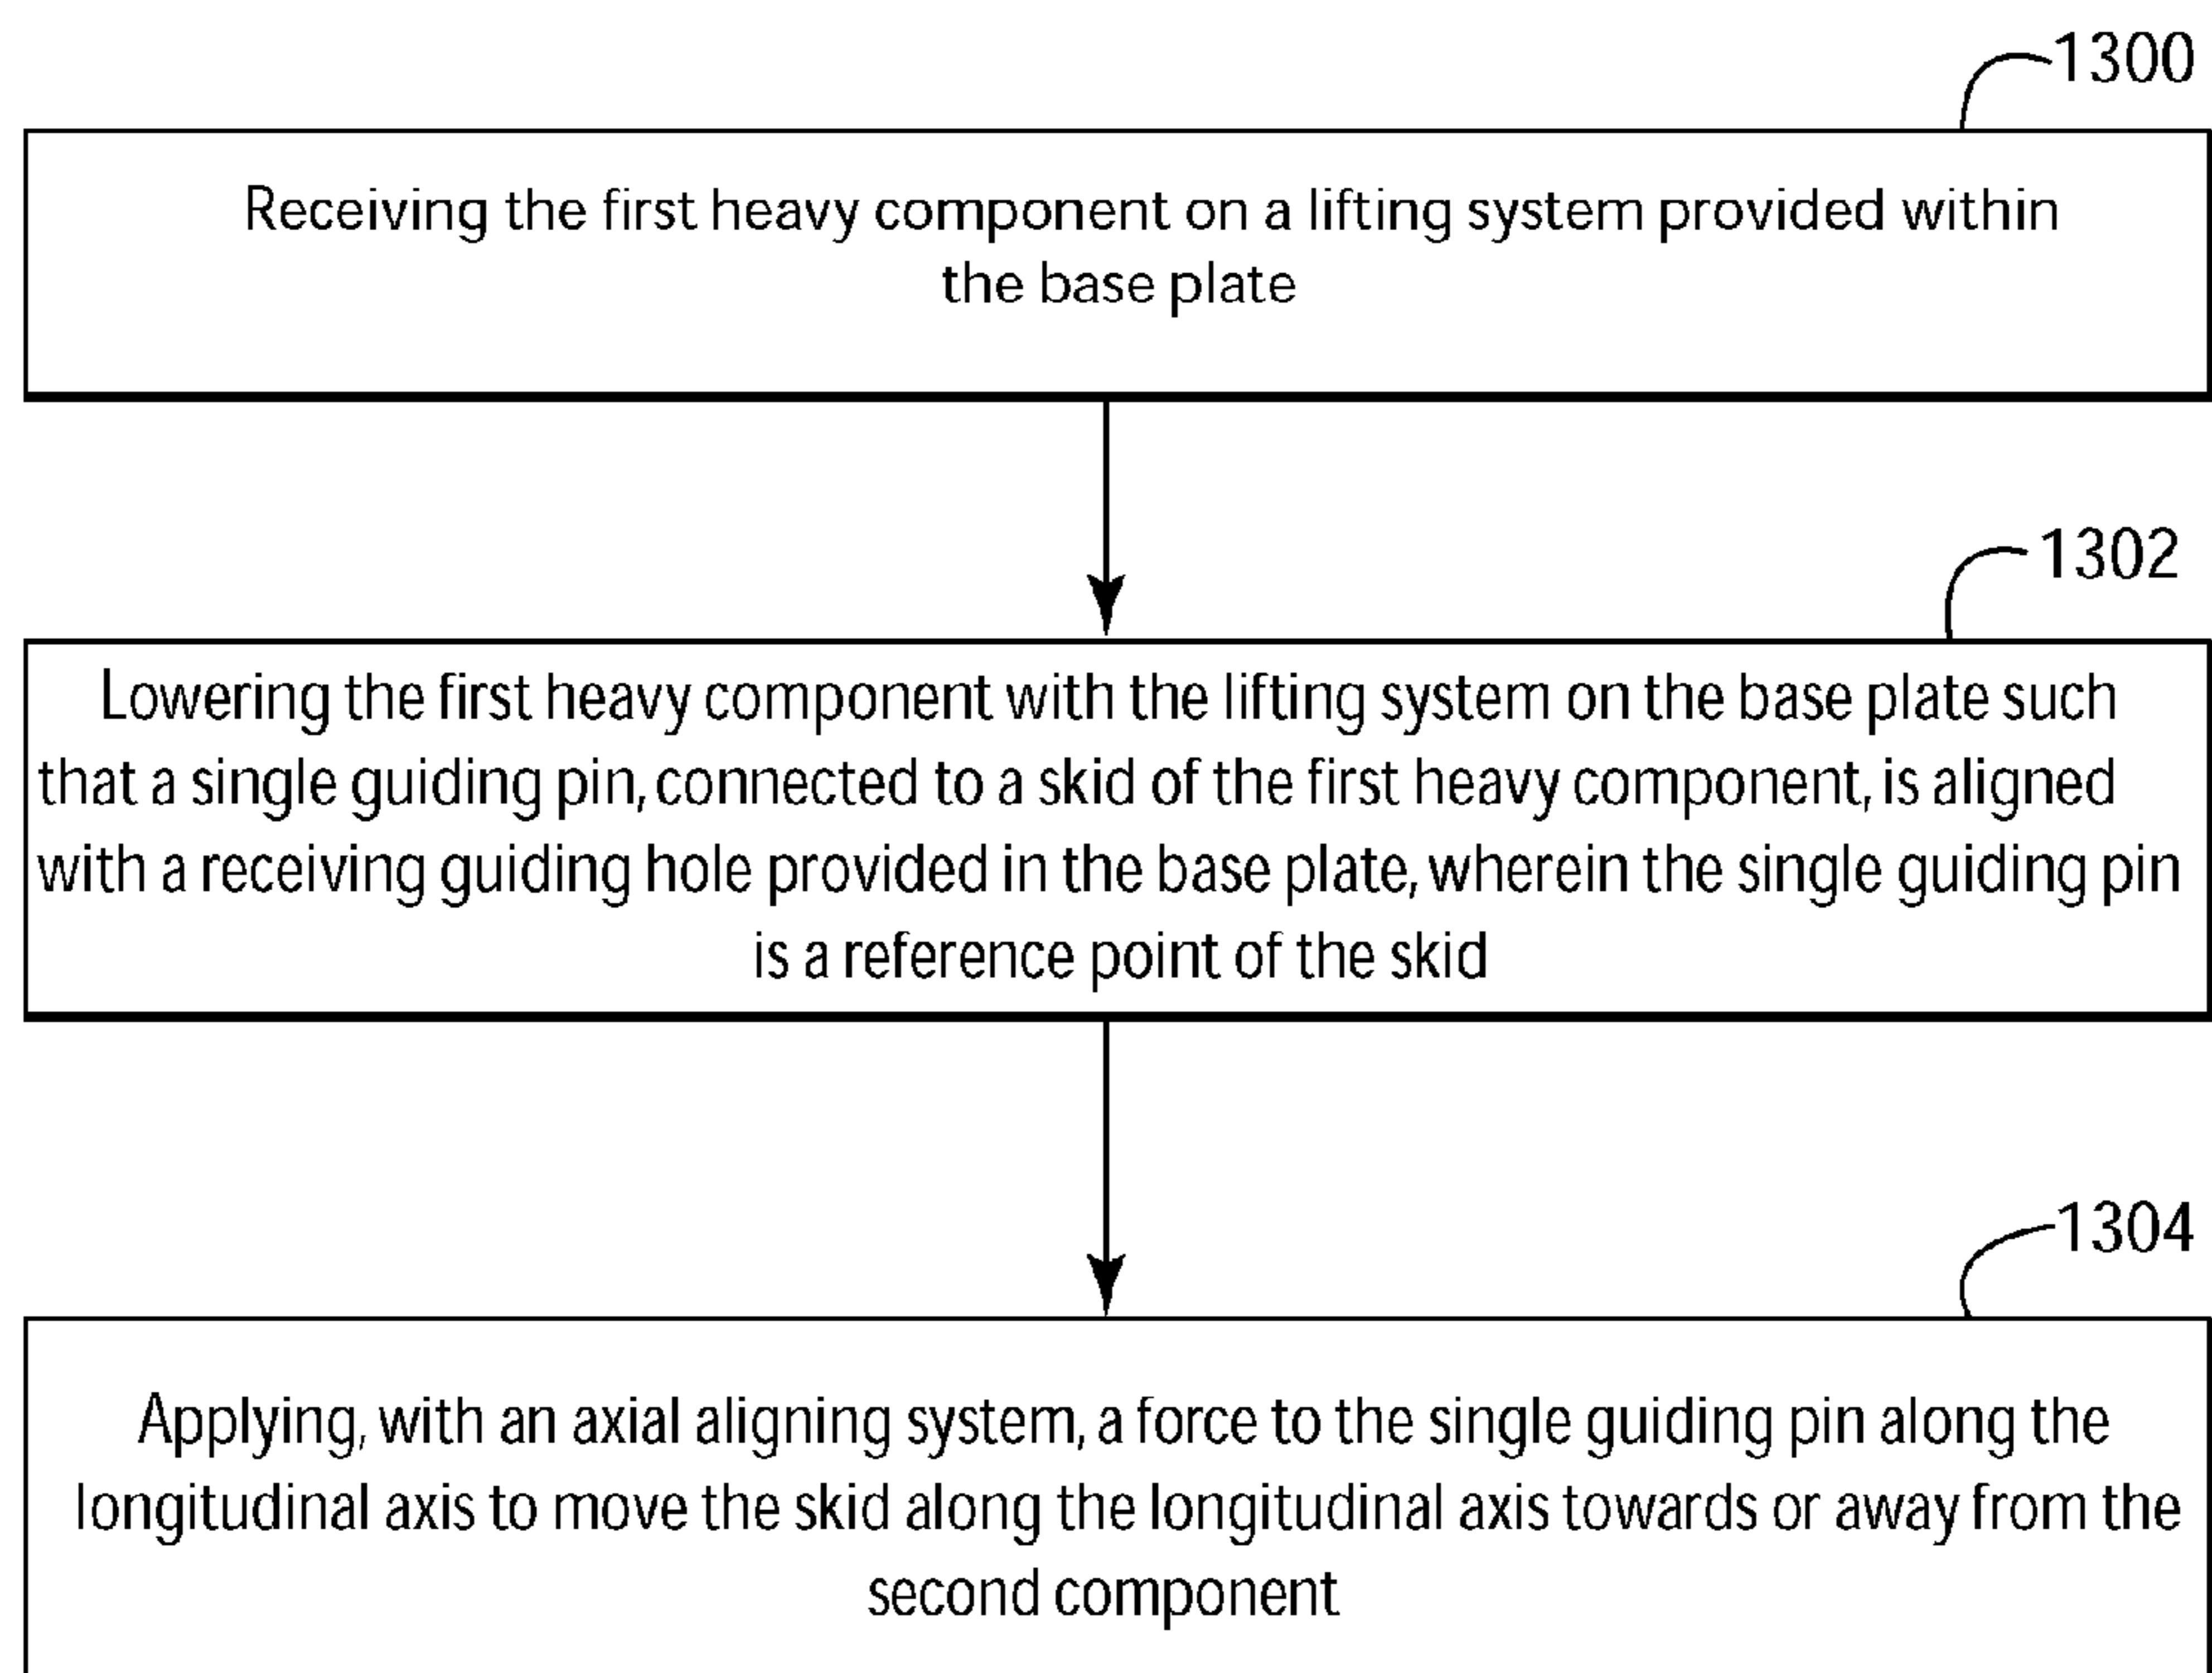 1300
Receiving the first heavy component on a lifting system provided within
the base plate
1302
Lowering the first heavy component with the lifting system on the base plate such
that a single guiding pin, connected to a skid of the first heavy component, is aligned
with a receiving guiding hole provided in the base plate, wherein the single guiding pin
is a reference point of the skid
1304
Applying, with an axial aligning system, a force to the single guiding pin along the
longitudinal axis to move the skid along the longitudinal axis towards or away from the
second component